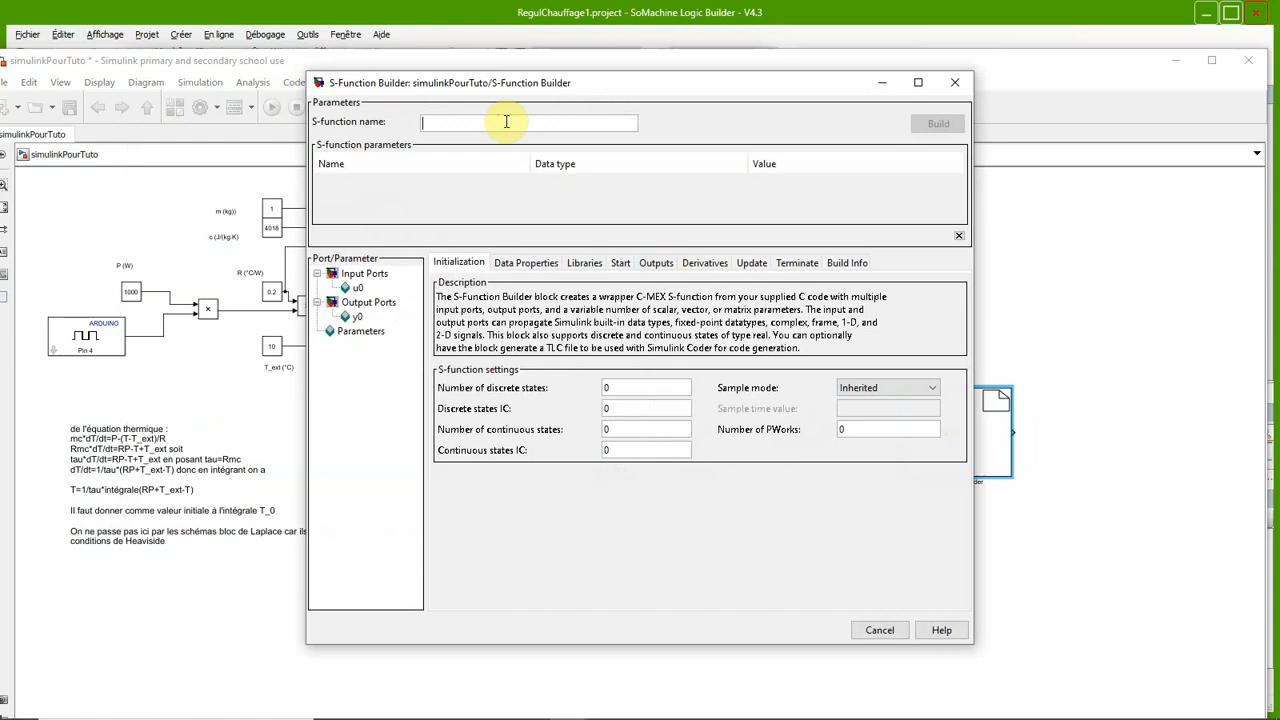 RegulChauffage1.project - SoMachine Logic Builder - V4.3
Fichier Éditer Affichage Projet Créer En ligne Débogage Outils Fenêtre Aide
simulinkPourTuto * - Simulink primary and secondary school use
Edit View Display Diagram Simulation Analysis Code
simulinkPourTuto
simulinkPourTuto
S-Function Builder: simulinkPourTuto/S-Function Builder
Parameters
S-function name:
Build
S-function parameters
Name Data type Value
Port/Parameter
Input Ports
u0
Output Ports
y0
Parameters
Initialization Data Properties Libraries Start Outputs Derivatives Update Terminate Build Info
Description
The S-Function Builder block creates a wrapper C-MEX S-function from your supplied C code with multiple
input ports, output ports, and a variable number of scalar, vector, or matrix parameters. The input and
output ports can propagate Simulink built-in data types, fixed-point datatypes, complex, frame, 1-D, and
2-D signals. This block also supports discrete and continuous states of type real. You can optionally
have the block generate a TLC file to be used with Simulink Coder for code generation.
S-function settings
Number of discrete states: 0 Sample mode: Inherited
Discrete states IC: 0 Sample time value:
Number of continuous states: 0 Number of PWorks: 0
Continuous states IC: 0
Cancel Help
m (kg)) 1
c (J/(kg.K) 4018
P (W) R (°C/W)
1000 0.2
×
ARDUINO
Pin 4
10
T_ext (°C)
de l'équation thermique :
mc*dT/dt=P-(T-T_ext)/R
Rmc*dT/dt=RP-T+T_ext soit
tau*dT/dt=RP-T+T_ext en posant tau=Rmc
dT/dt=1/tau*(RP+T_ext-T) donc en intégrant on a
T=1/tau*intégrale(RP+T_ext-T)
Il faut donner comme valeur initiale à l'intégrale T_0
On ne passe pas ici par les schémas bloc de Laplace car ils
conditions de Heaviside
der